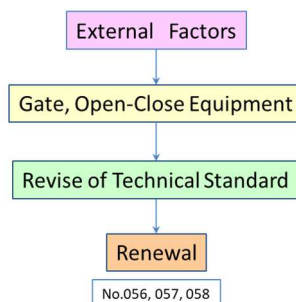 External Factors
Gate, Open-Close Equipment
Revise of Technical Standard
Renewal
No.056, 057, 058